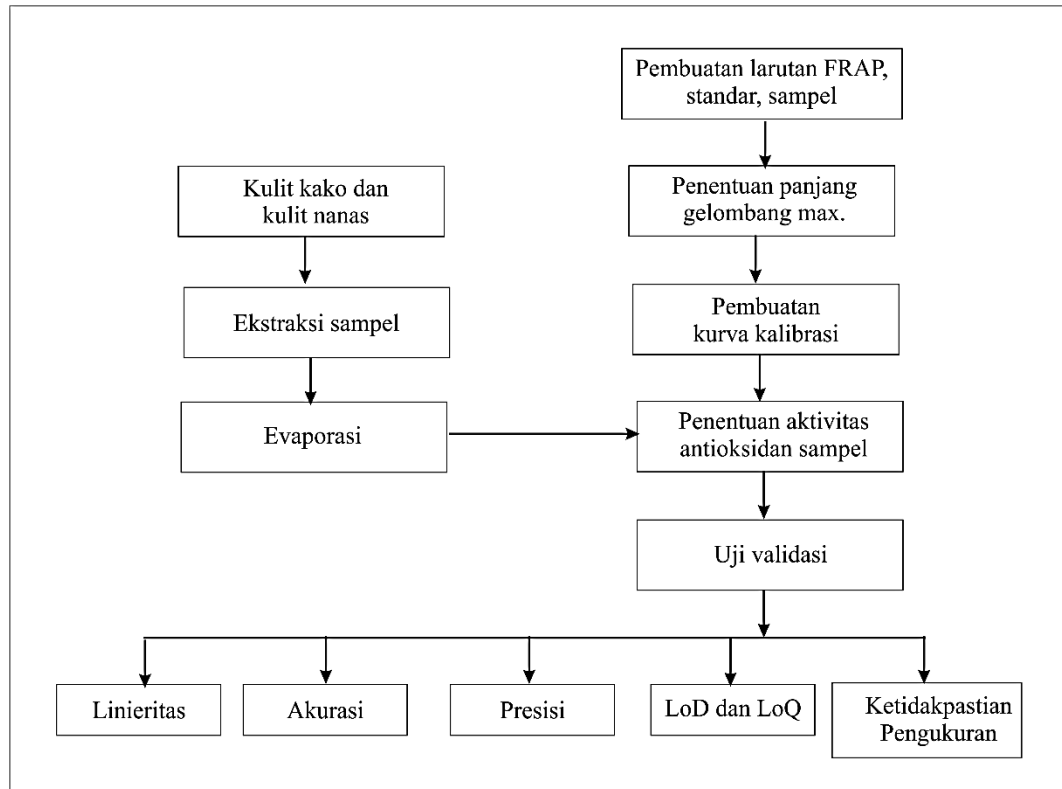 Pembuatan larutan FRAP,
standar, sampel
Kulit kako dan
kulit nanas
Penentuan panjang
gelombang max.
Ekstraksi sampel
Pembuatan
kurva kalibrasi
Evaporasi
Penentuan aktivitas
antioksidan sampel
Uji validasi
Linieritas
Akurasi
Presisi
LoD dan LoQ
Ketidakpastian
Pengukuran